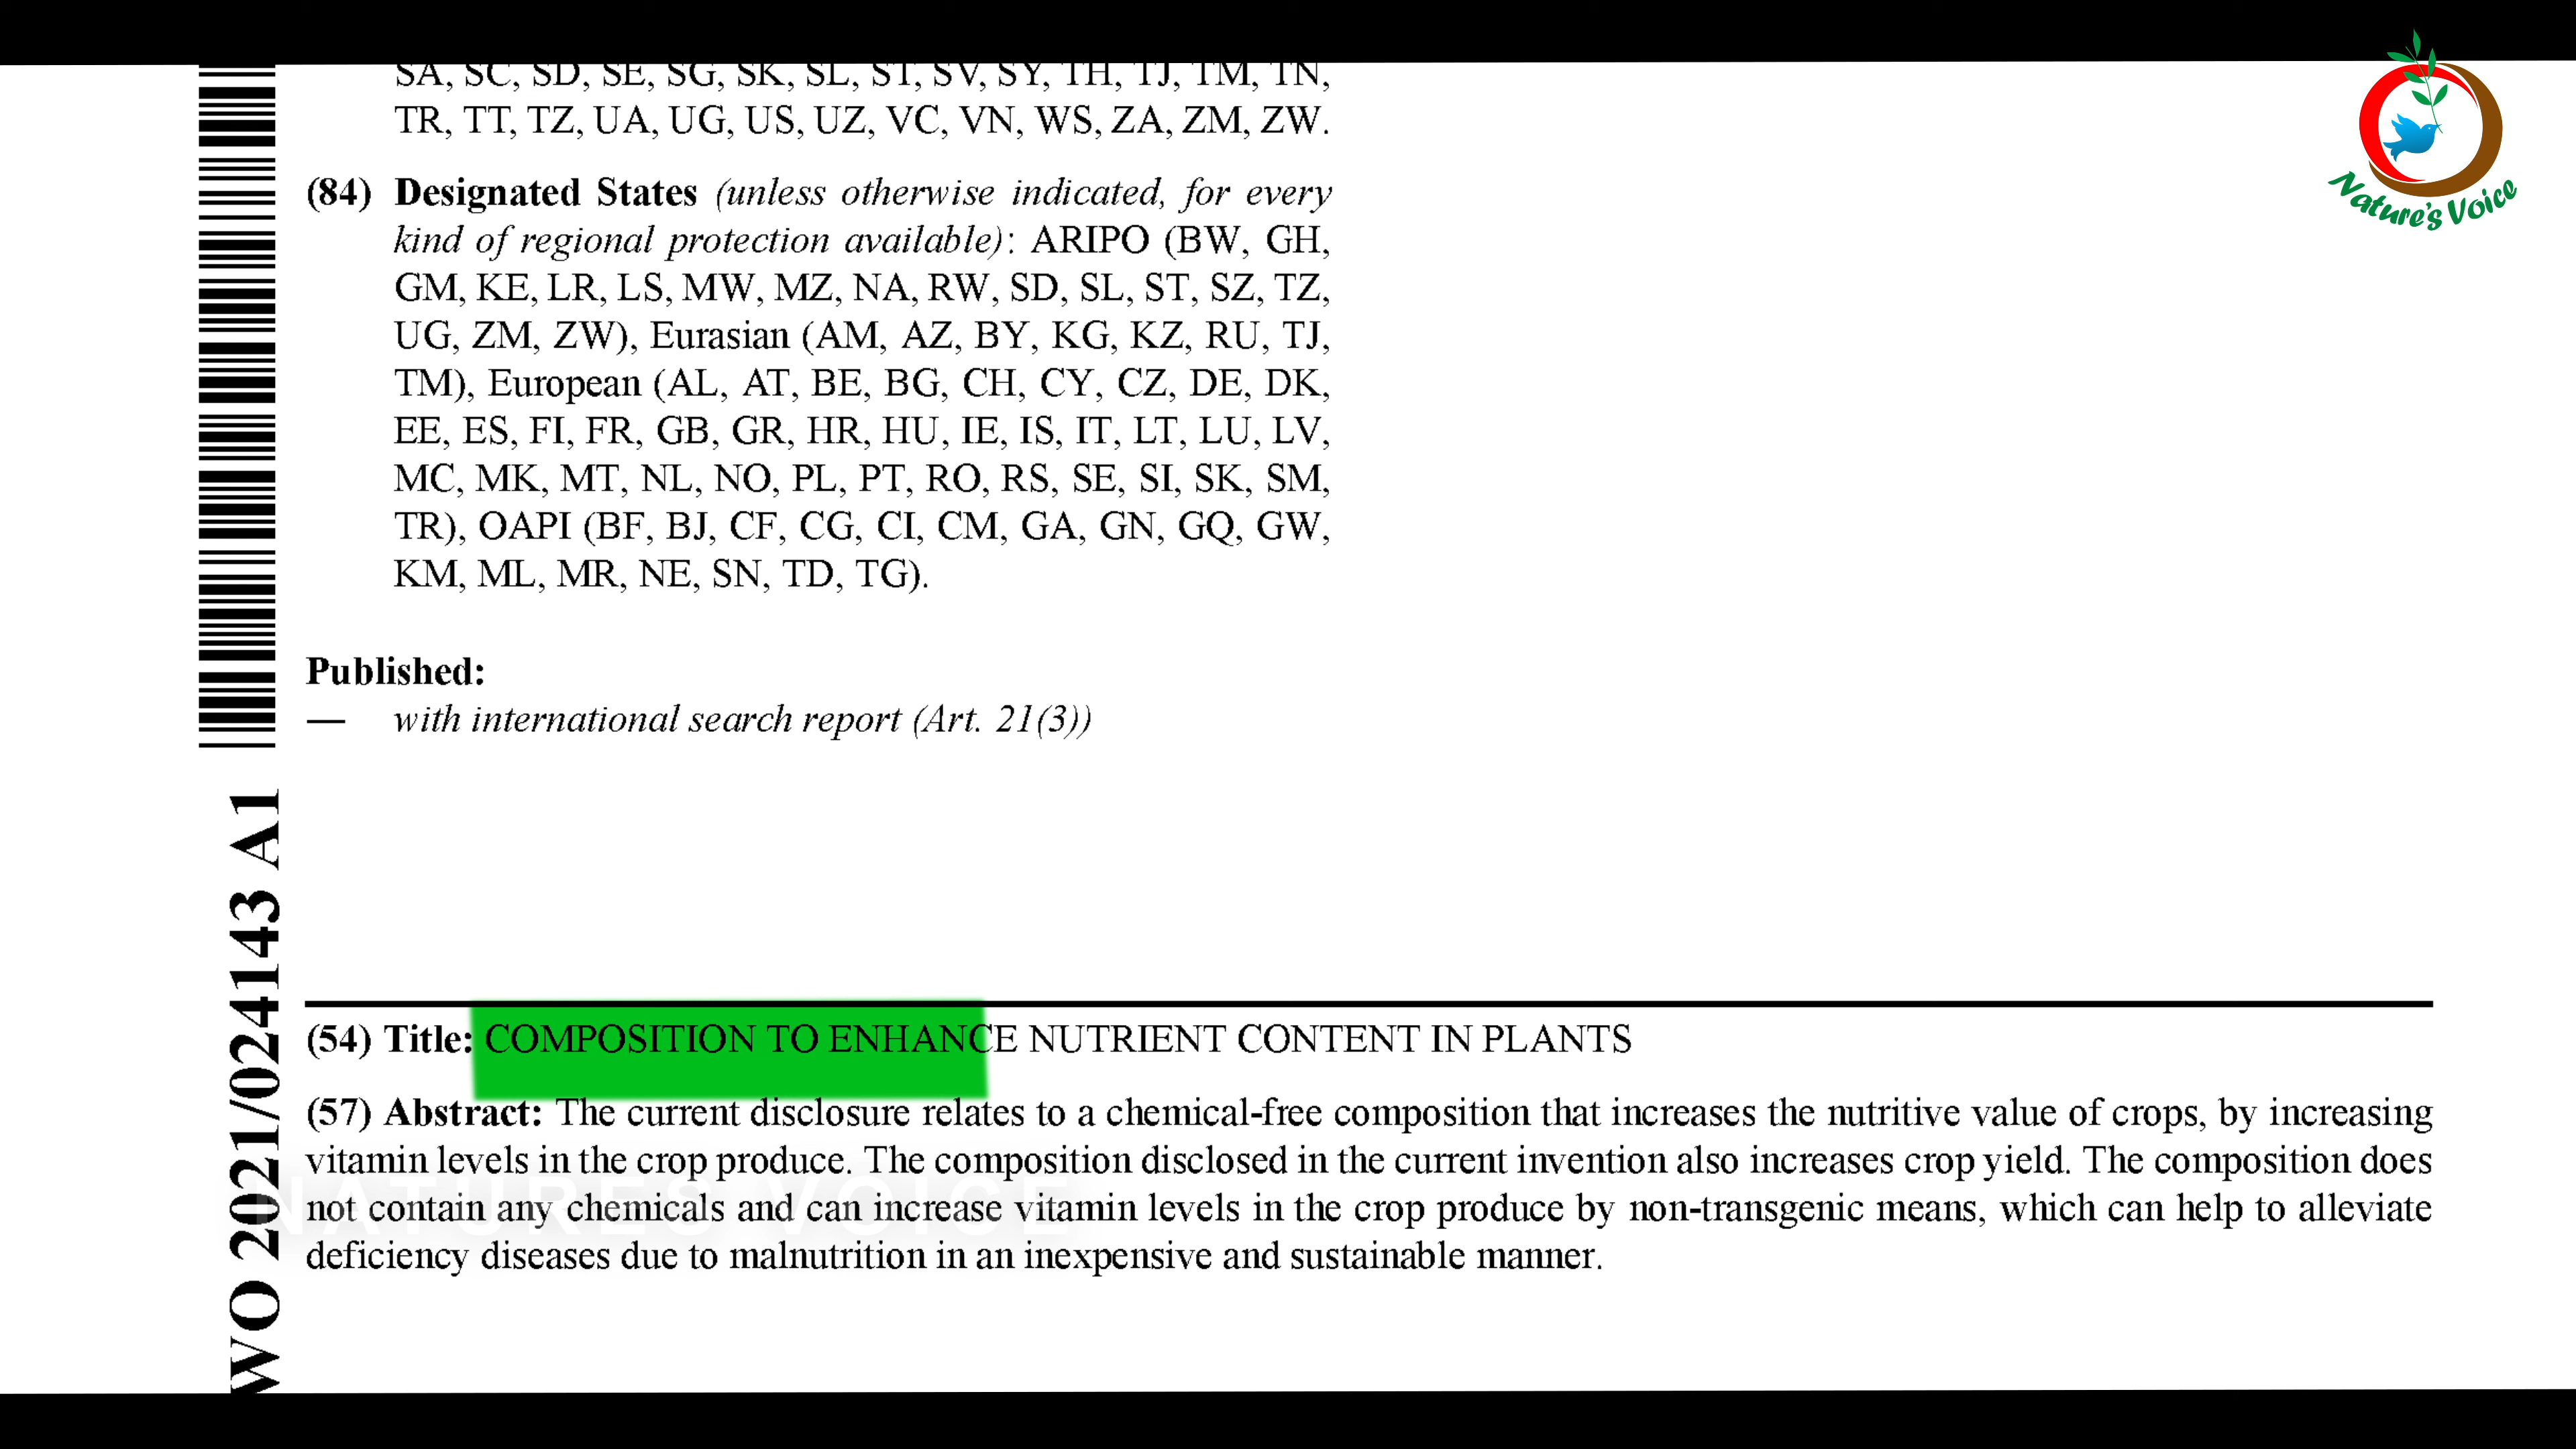 SA, SC, SD, SE, SG, SK, SL, ST, SV, SY, TH, TJ, TM, TN,
TR, TT, TZ, UA, UG, US, UZ, VC, VN, WS, ZA, ZM, ZW.
(84) Designated States (unless otherwise indicated, for every
kind of regional protection available): ARIPO (BW, GH,
GM, KE, LR, LS, MW, MZ, NA, RW, SD, SL, ST, SZ, TZ,
UG, ZM, ZW), Eurasian (AM, AZ, BY, KG, KZ, RU, TJ,
TM), European (AL, AT, BE, BG, CH, CY, CZ, DE, DK,
EE, ES, FI, FR, GB, GR, HR, HU, IE, IS, IT, LT, LU, LV,
MC, MK, MT, NL, NO, PL, PT, RO, RS, SE, SI, SK, SM,
TR), OAPI (BF, BJ, CF, CG, CI, CM, GA, GN, GQ, GW,
KM, ML, MR, NE, SN, TD, TG).
Published:
— with international search report (Art. 21(3))
(54) Title: COMPOSITION TO ENHANCE NUTRIENT CONTENT IN PLANTS
(57) Abstract: The current disclosure relates to a chemical-free composition that increases the nutritive value of crops, by increasing
vitamin levels in the crop produce. The composition disclosed in the current invention also increases crop yield. The composition does
not contain any chemicals and can increase vitamin levels in the crop produce by non-transgenic means, which can help to alleviate
deficiency diseases due to malnutrition in an inexpensive and sustainable manner.
WO 2021/024143 A1
NATURES VOICE
Nature's Voice